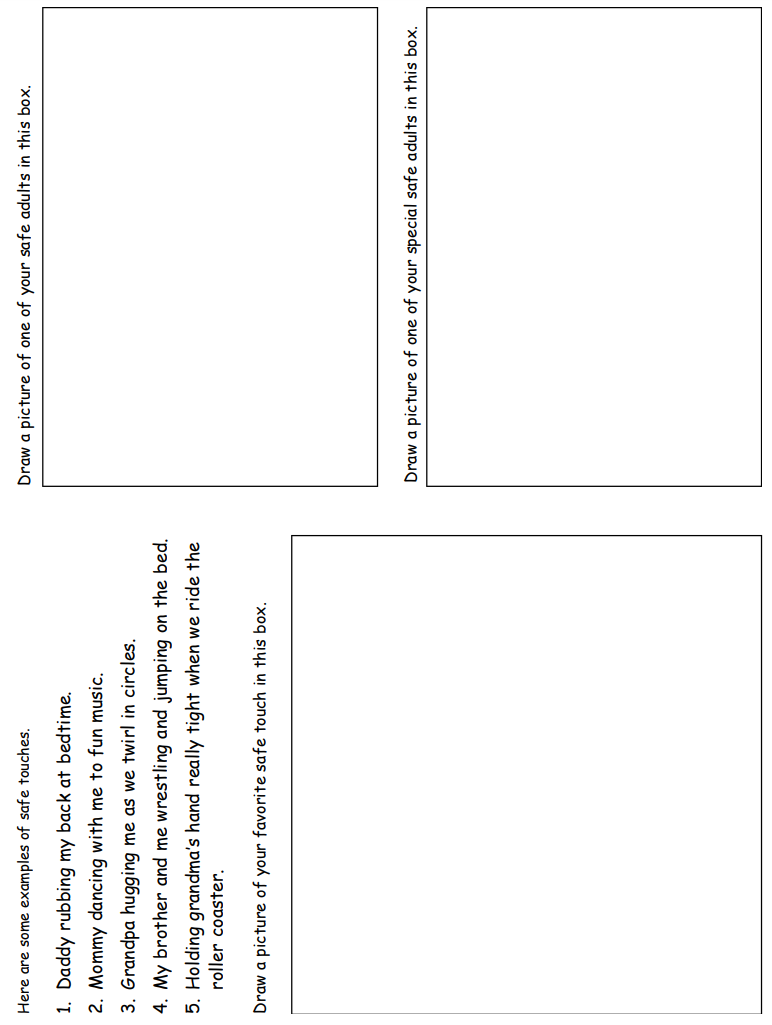 Here are some examples of safe touches.
1. Daddy rubbing my back at bedtime.
2. Mommy dancing with me to fun music.
3. Grandpa hugging me as we twirl in circles.
4. My brother and me wrestling and jumping on the bed.
5. Holding grandma's hand really tight when we ride the
roller coaster.
Draw a picture of your favorite safe touch in this box.
Draw a picture of one of your safe adults in this box.
Draw a picture of one of your special safe adults in this box.